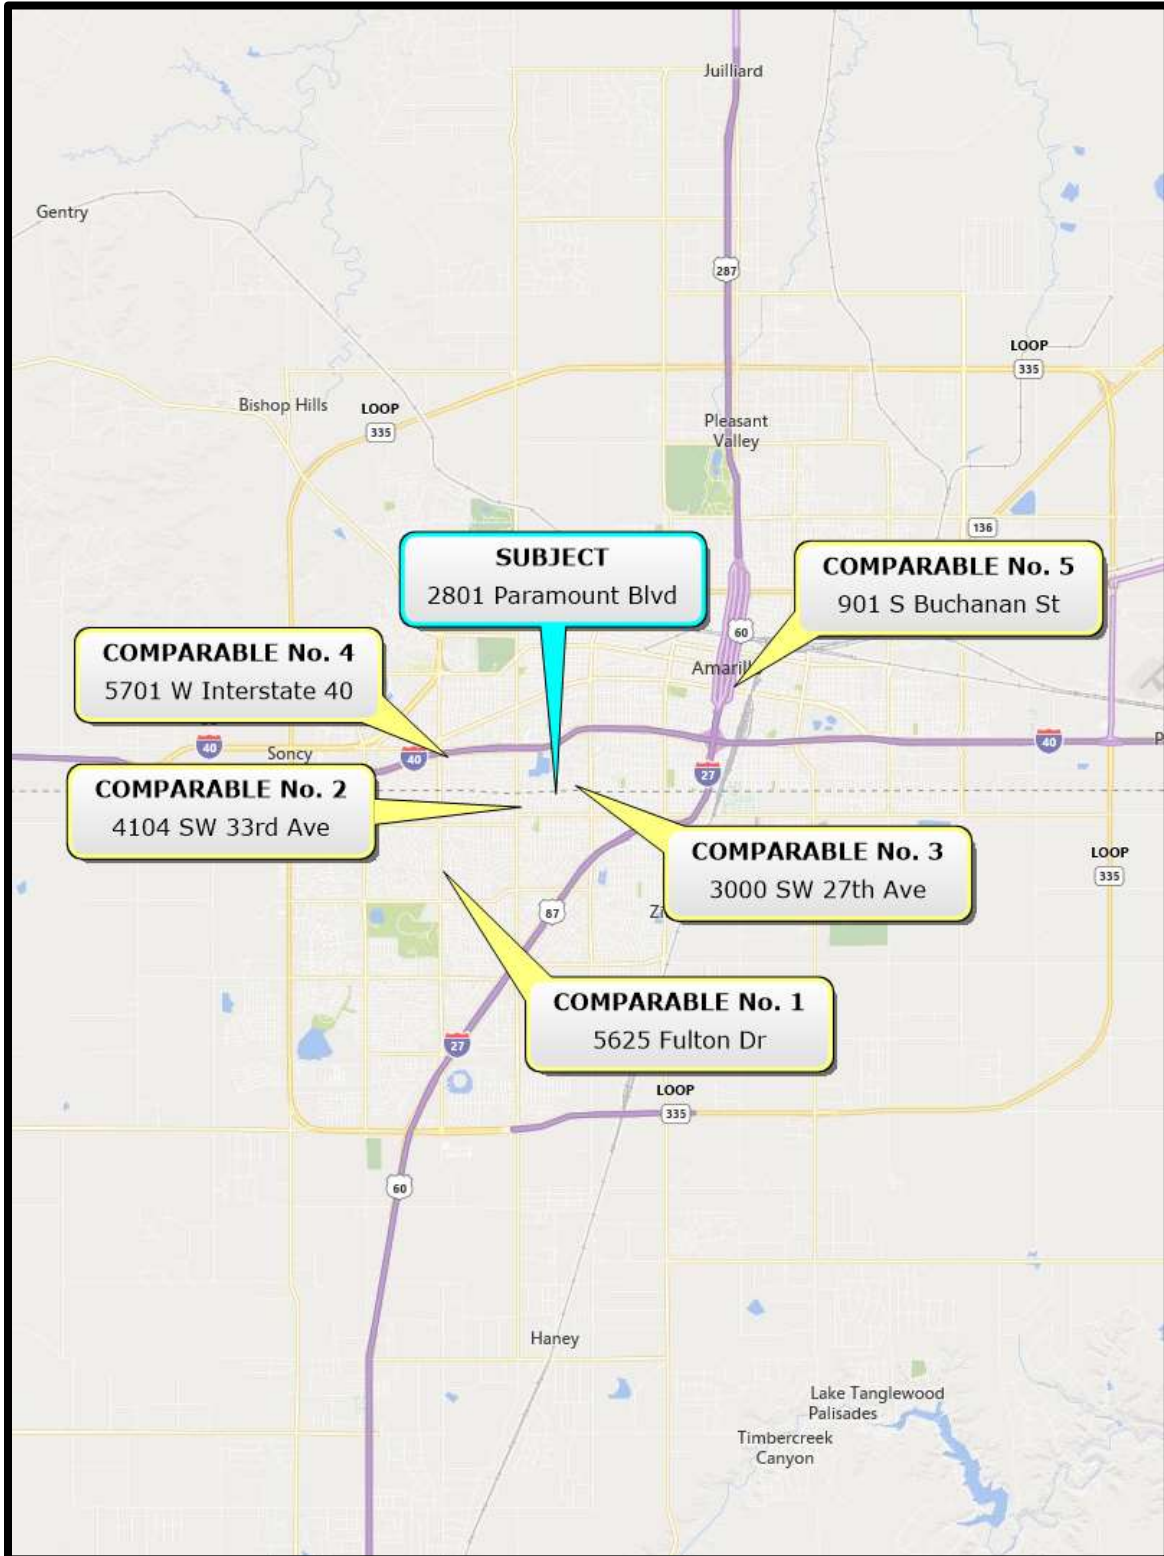 Juilliard
Gentry
287
LOOP
335
Bishop Hills
LOOP
335
Pleasant
Valley
136
SUBJECT
2801 Paramount Blvd
COMPARABLE No. 5
901 S Buchanan St
60
COMPARABLE No. 4
5701 W Interstate 40
40
Soncy
40
40
27
COMPARABLE No. 2
4104 SW 33rd Ave
COMPARABLE No. 3
3000 SW 27th Ave
LOOP
335
87
COMPARABLE No. 1
5625 Fulton Dr
27
LOOP
335
60
Haney
Lake Tanglewood
Palisades
Timbercreek
Canyon